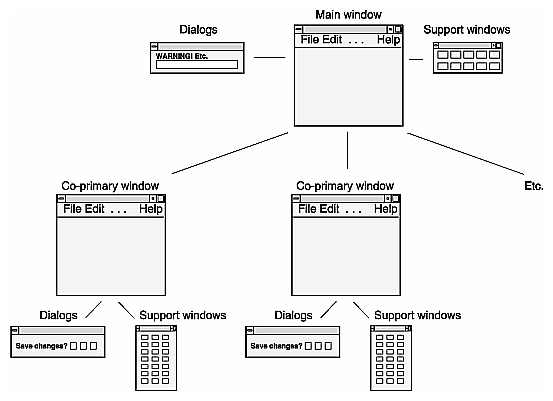 Main window
Dialogs
Support windows
File Edit . . . Help
WARNING! Etc.
Co-primary window
Co-primary window
Etc.
File Edit . . . Help
File Edit . . . Help
Dialogs
Support windows
Dialogs
Support windows
Save changes?
Save changes?